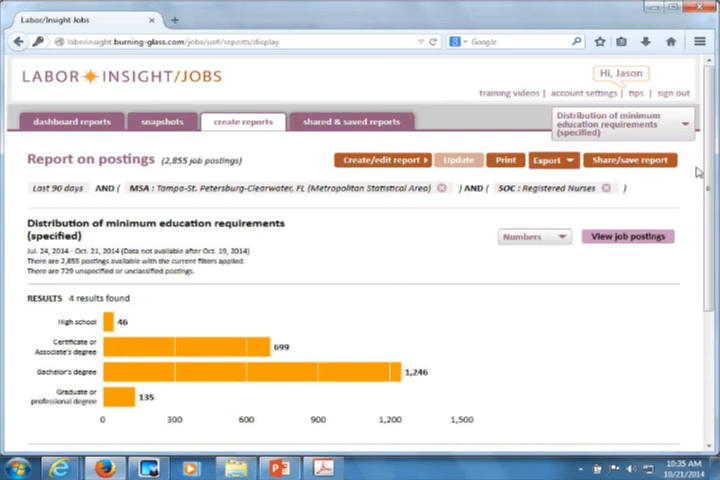 Labor/Insight Jobs
laborinsight.burning-glass.com/jobs/us#/reports/display
Google
LABOR INSIGHT/JOBS
Hi, Jason
training videos | account settings | tips | sign out
dashboard reports
snapshots
create reports
shared & saved reports
Distribution of minimum
education requirements
(specified)
Report on postings (2,855 job postings)
Create/edit report
Update
Print
Export
Share/save report
Last 90 days AND ( MSA : Tampa-St. Petersburg-Clearwater, FL (Metropolitan Statistical Area) ) AND ( SOC : Registered Nurses )
Distribution of minimum education requirements
(specified)
Numbers
View job postings
Jul. 24, 2014 - Oct. 21, 2014 (Data not available after Oct. 19, 2014)
There are 2,855 postings available with the current filters applied.
There are 729 unspecified or unclassified postings.
RESULTS 4 results found
High school 46
Certificate or
Associate's degree 699
Bachelor's degree 1,246
Graduate or
professional degree 135
0 300 600 900 1,200 1,500
10:35 AM
10/21/2014